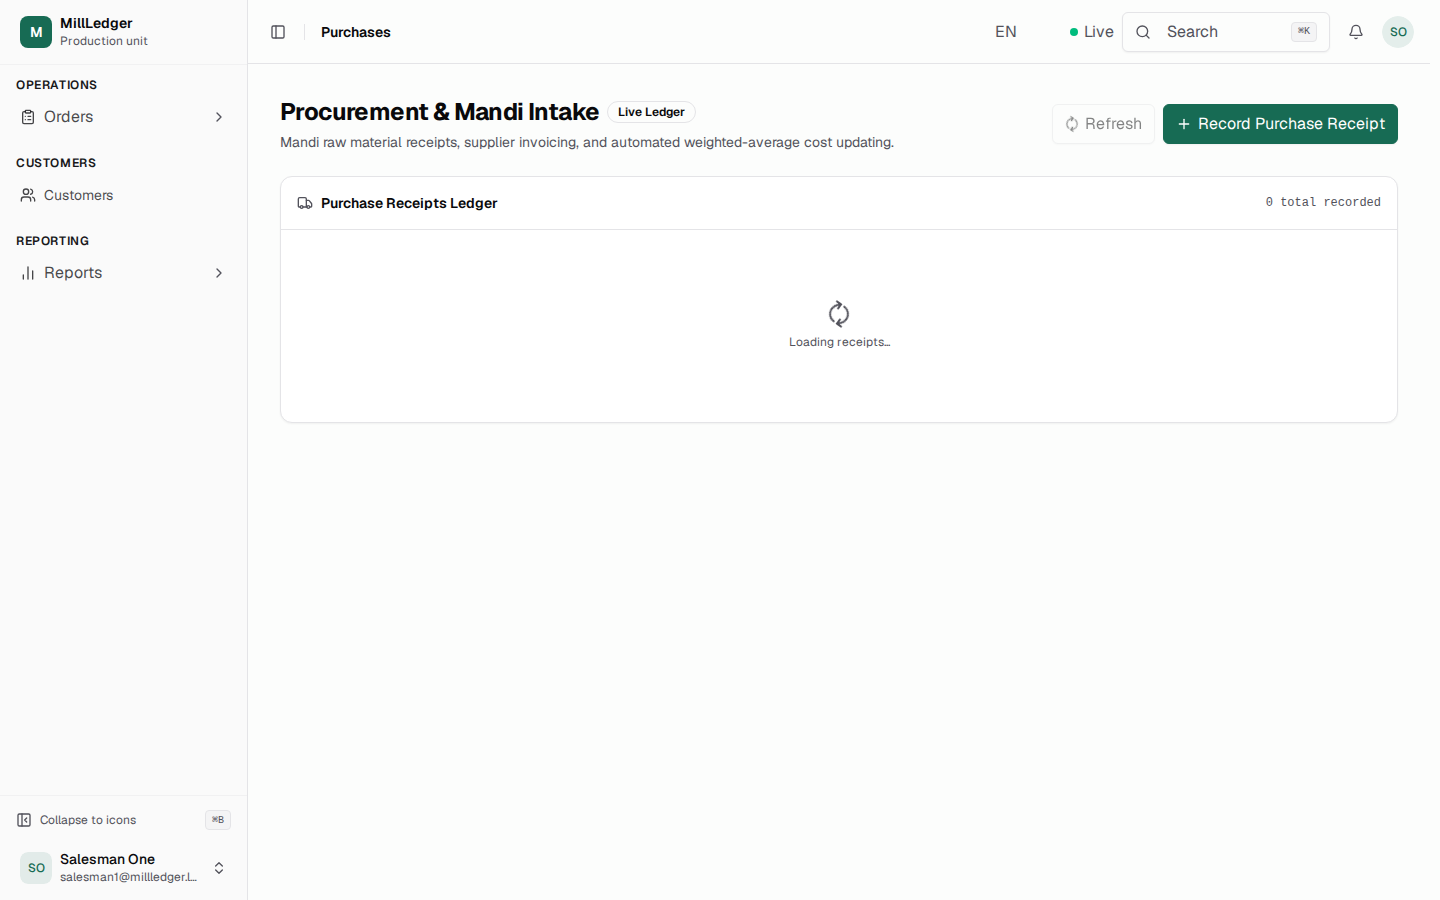 M
MillLedger
Production unit
OPERATIONS
Orders
CUSTOMERS
Customers
REPORTING
Reports
Collapse to icons
⌘B
SO
Salesman One
salesman1@millledger.l...
Purchases
EN
Live
Search
⌘K
SO
Procurement & Mandi Intake
Live Ledger
Mandi raw material receipts, supplier invoicing, and automated weighted-average cost updating.
Refresh
Record Purchase Receipt
Purchase Receipts Ledger
0 total recorded
Loading receipts...